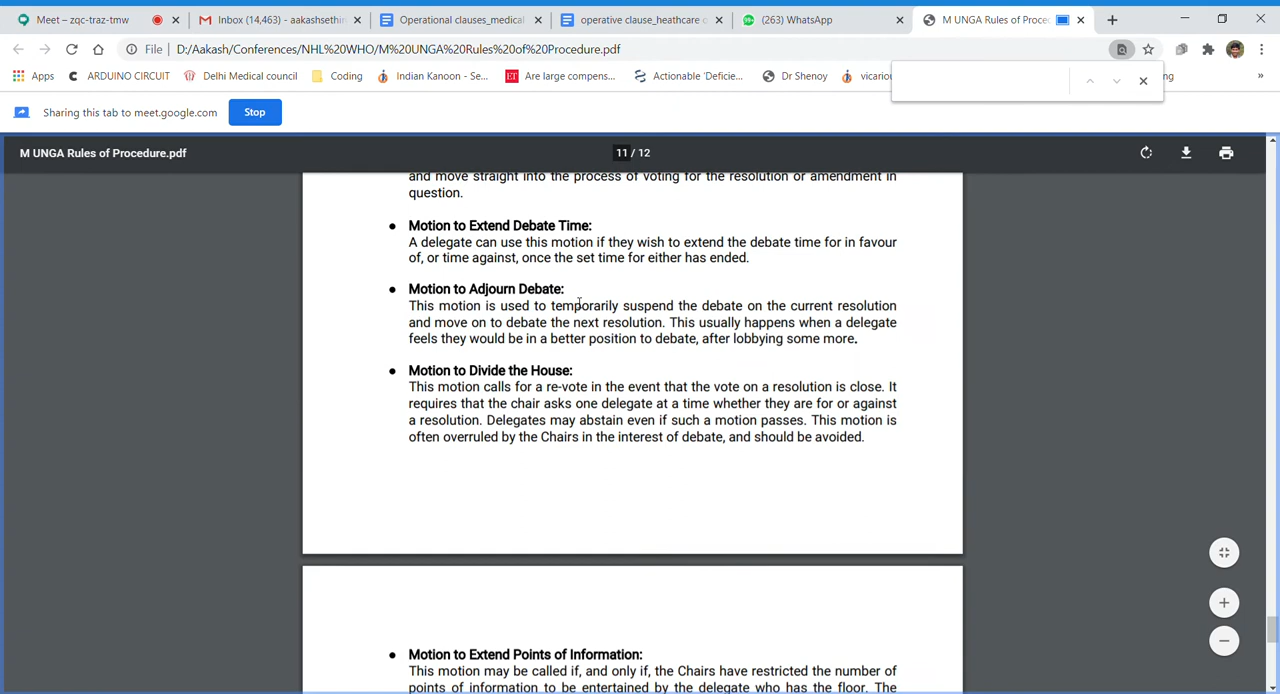 Meet – zqc-traz-tmw
Inbox (14,463) - aakashsethin
Operational clauses_medical
operative clause_heathcare c
99+
(263) WhatsApp
M UNGA Rules of Proced
File | D:/Aakash/Conferences/NHL%20WHO/M%20UNGA%20Rules%20of%20Procedure.pdf
Apps
ARDUINO CIRCUIT
Delhi Medical council
Coding
Indian Kanoon - Se...
ET
Are large compens...
Actionable 'Deficie...
Dr Shenoy
vicariou
ng
»
Sharing this tab to meet.google.com
Stop
M UNGA Rules of Procedure.pdf
11 / 12
and move straight into the process of voting for the resolution or amendment in
question.
● Motion to Extend Debate Time:
A delegate can use this motion if they wish to extend the debate time for in favour
of, or time against, once the set time for either has ended.
● Motion to Adjourn Debate:
This motion is used to temporarily suspend the debate on the current resolution
and move on to debate the next resolution. This usually happens when a delegate
feels they would be in a better position to debate, after lobbying some more.
● Motion to Divide the House:
This motion calls for a re-vote in the event that the vote on a resolution is close. It
requires that the chair asks one delegate at a time whether they are for or against
a resolution. Delegates may abstain even if such a motion passes. This motion is
often overruled by the Chairs in the interest of debate, and should be avoided.
● Motion to Extend Points of Information:
This motion may be called if, and only if, the Chairs have restricted the number of
points of information to be entertained by the delegate who has the floor. The